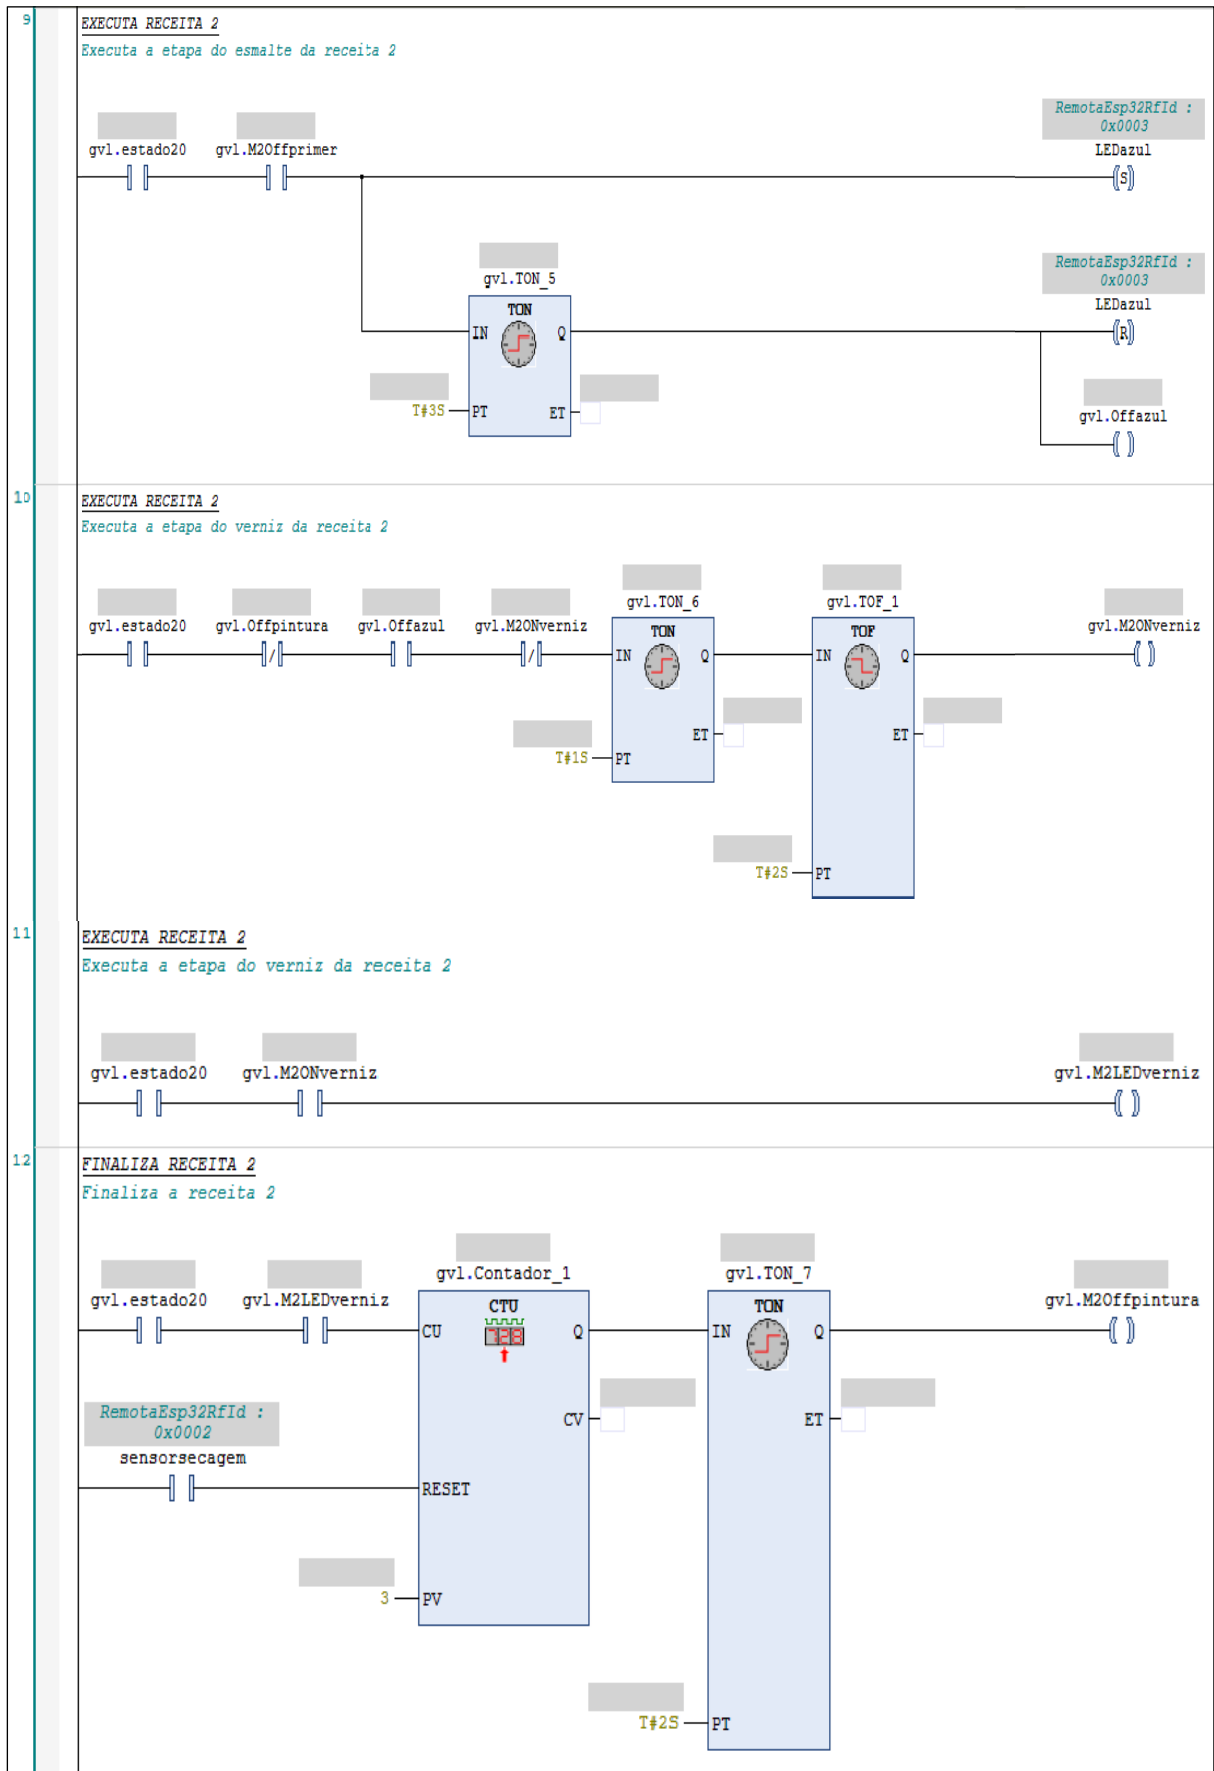 9
EXECUTA RECEITA 2
Executa a etapa do esmalte da receita 2
RemotaEsp32RfId :
0x0003
gvl.estado20 gvl.M2Offprimer LEDazul
S
gvl.TON_5
RemotaEsp32RfId :
0x0003
LEDazul
TON
IN Q R
T#3S PT ET
gvl.Offazul
10
EXECUTA RECEITA 2
Executa a etapa do verniz da receita 2
gvl.TON_6 gvl.TOF_1
gvl.estado20 gvl.Offpintura gvl.Offazul gvl.M2ONverniz gvl.M2ONverniz
TON TOF
IN Q IN Q
ET ET
T#1S PT
T#2S PT
11
EXECUTA RECEITA 2
Executa a etapa do verniz da receita 2
gvl.estado20 gvl.M2ONverniz gvl.M2LEDverniz
12
FINALIZA RECEITA 2
Finaliza a receita 2
gvl.Contador_1 gvl.TON_7
gvl.estado20 gvl.M2LEDverniz gvl.M2Offpintura
CTU TON
CU Q IN Q
RemotaEsp32RfId :
0x0002
CV ET
sensorsecagem
RESET
3 PV
T#2S PT